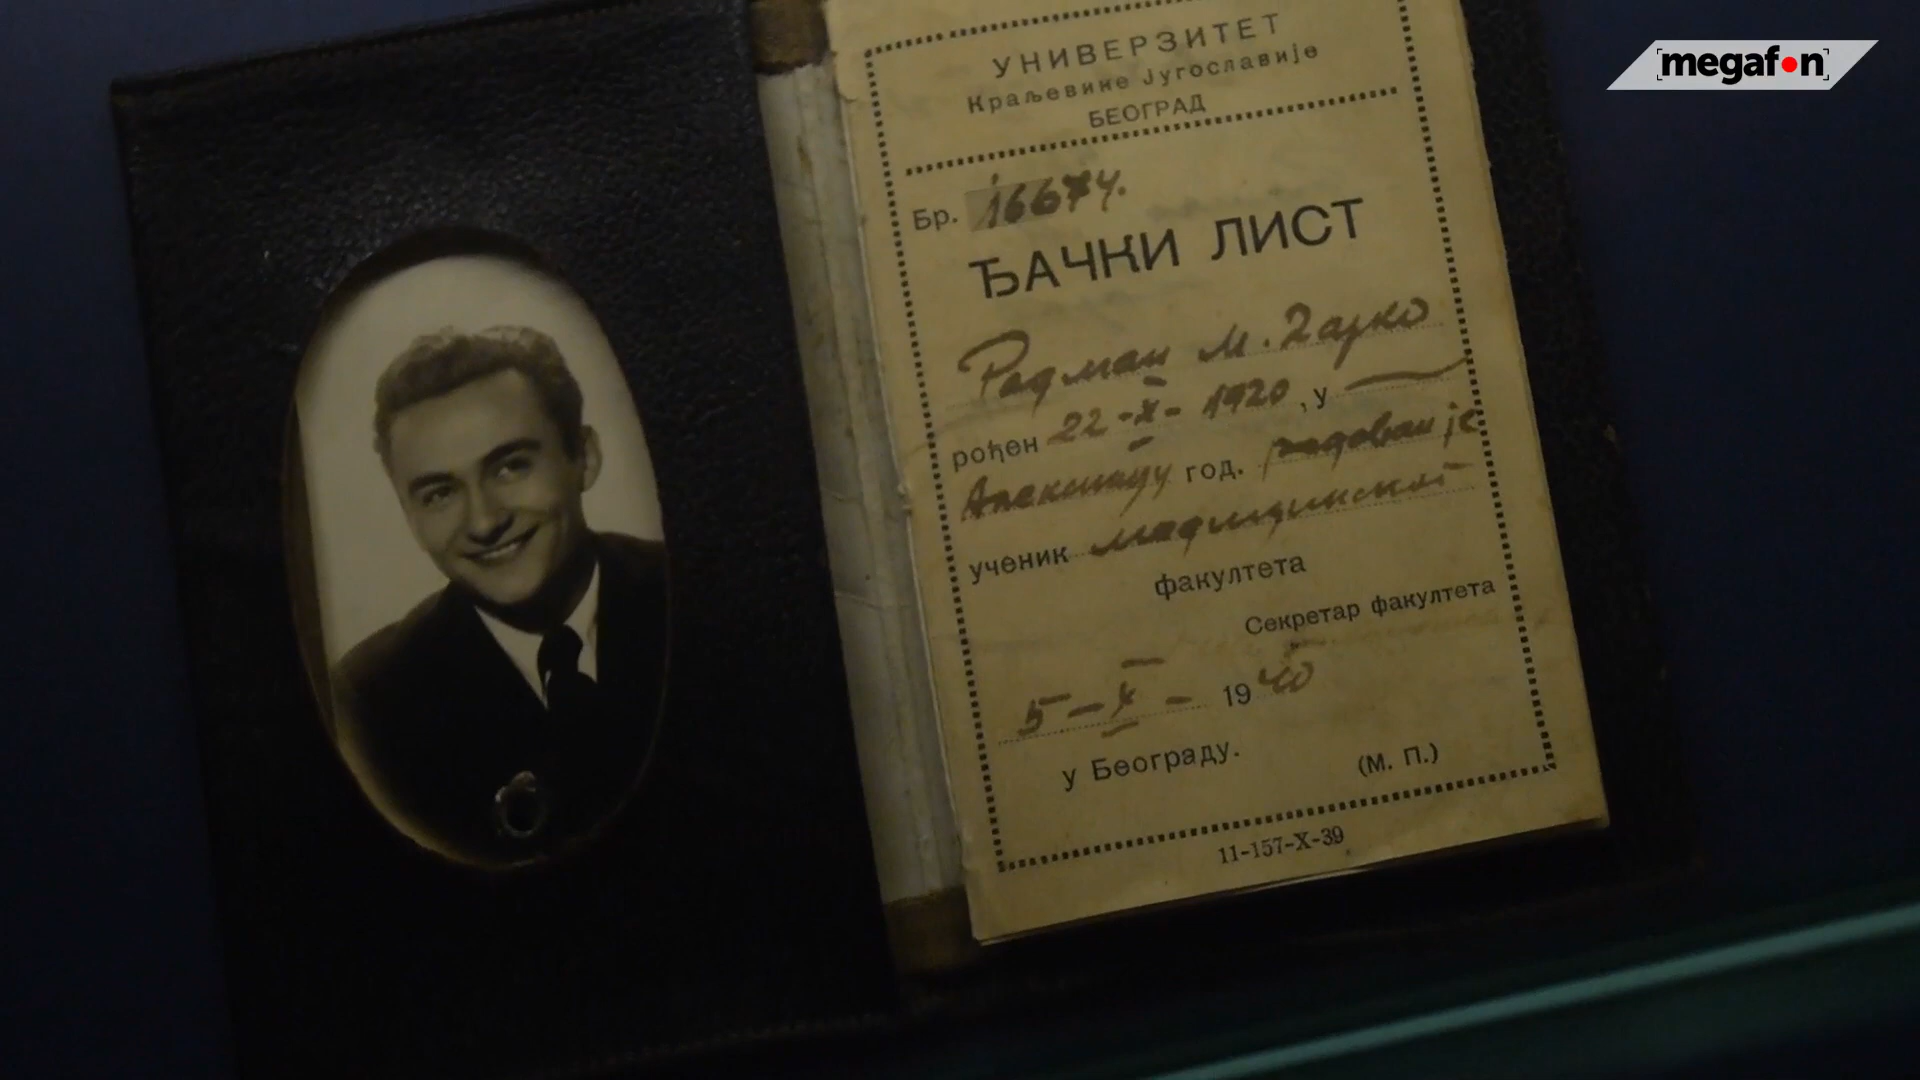 megafon
УНИВЕРЗИТЕТ
Краљевине Југославије
БЕОГРАД
Бр. 16674.
ЂАЧКИ ЛИСТ
Радман М. Зарко
рођен 22-X-1920, у
Алексинцу год.
ученик медицинског
факултета
Секретар факултета
5-X-1940
у Београду.
(М. П.)
11-157-X-39